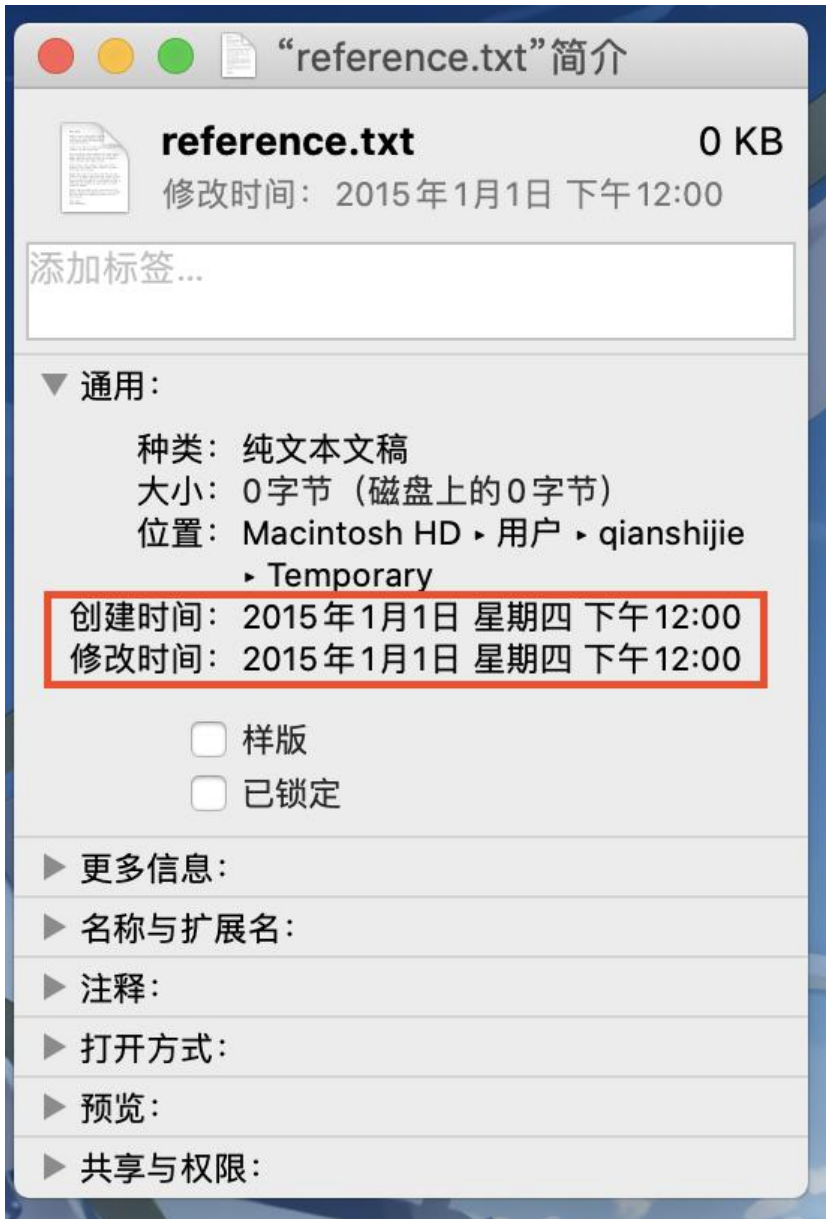 “reference.txt”简介
reference.txt 0 KB
修改时间：2015年1月1日 下午12:00
添加标签...
通用：
种类：纯文本文稿
大小：0字节（磁盘上的0字节）
位置：Macintosh HD ▸ 用户 ▸ qianshijie
▸ Temporary
创建时间：2015年1月1日 星期四 下午12:00
修改时间：2015年1月1日 星期四 下午12:00
样版
已锁定
更多信息：
名称与扩展名：
注释：
打开方式：
预览：
共享与权限：